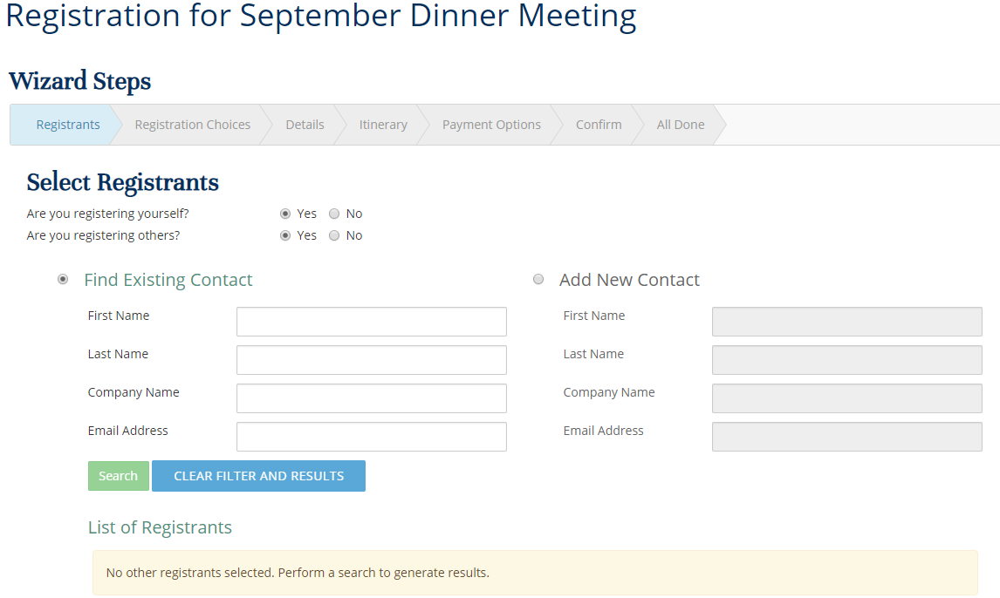 Registration for September Dinner Meeting
Wizard Steps
Registrants Registration Choices Details Itinerary Payment Options Confirm All Done
Select Registrants
Are you registering yourself? Yes No
Are you registering others? Yes No
Find Existing Contact Add New Contact
First Name First Name
Last Name Last Name
Company Name Company Name
Email Address Email Address
Search CLEAR FILTER AND RESULTS
List of Registrants
No other registrants selected. Perform a search to generate results.